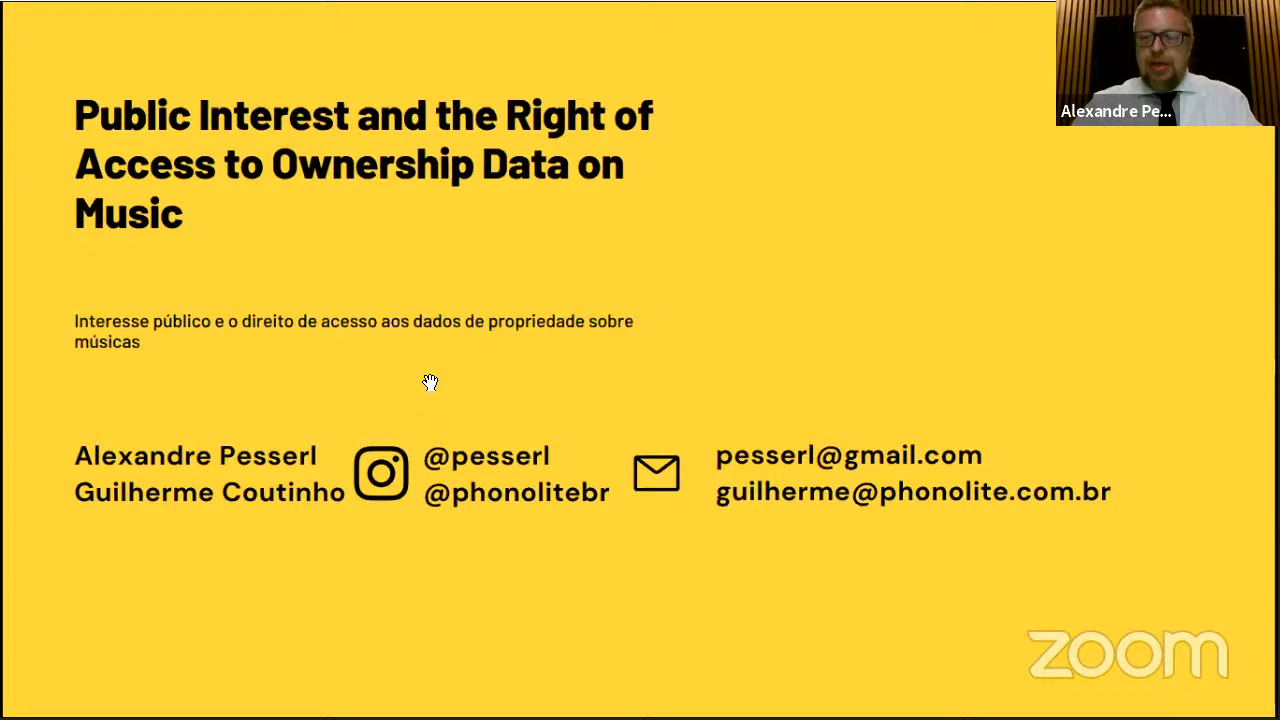 Public Interest and the Right of
Access to Ownership Data on
Music
Alexandre Pe...
Interesse público e o direito de acesso aos dados de propriedade sobre
músicas
Alexandre Pesserl
Guilherme Coutinho
@pesserl
@phonolitebr
pesserl@gmail.com
guilherme@phonolite.com.br
zoom